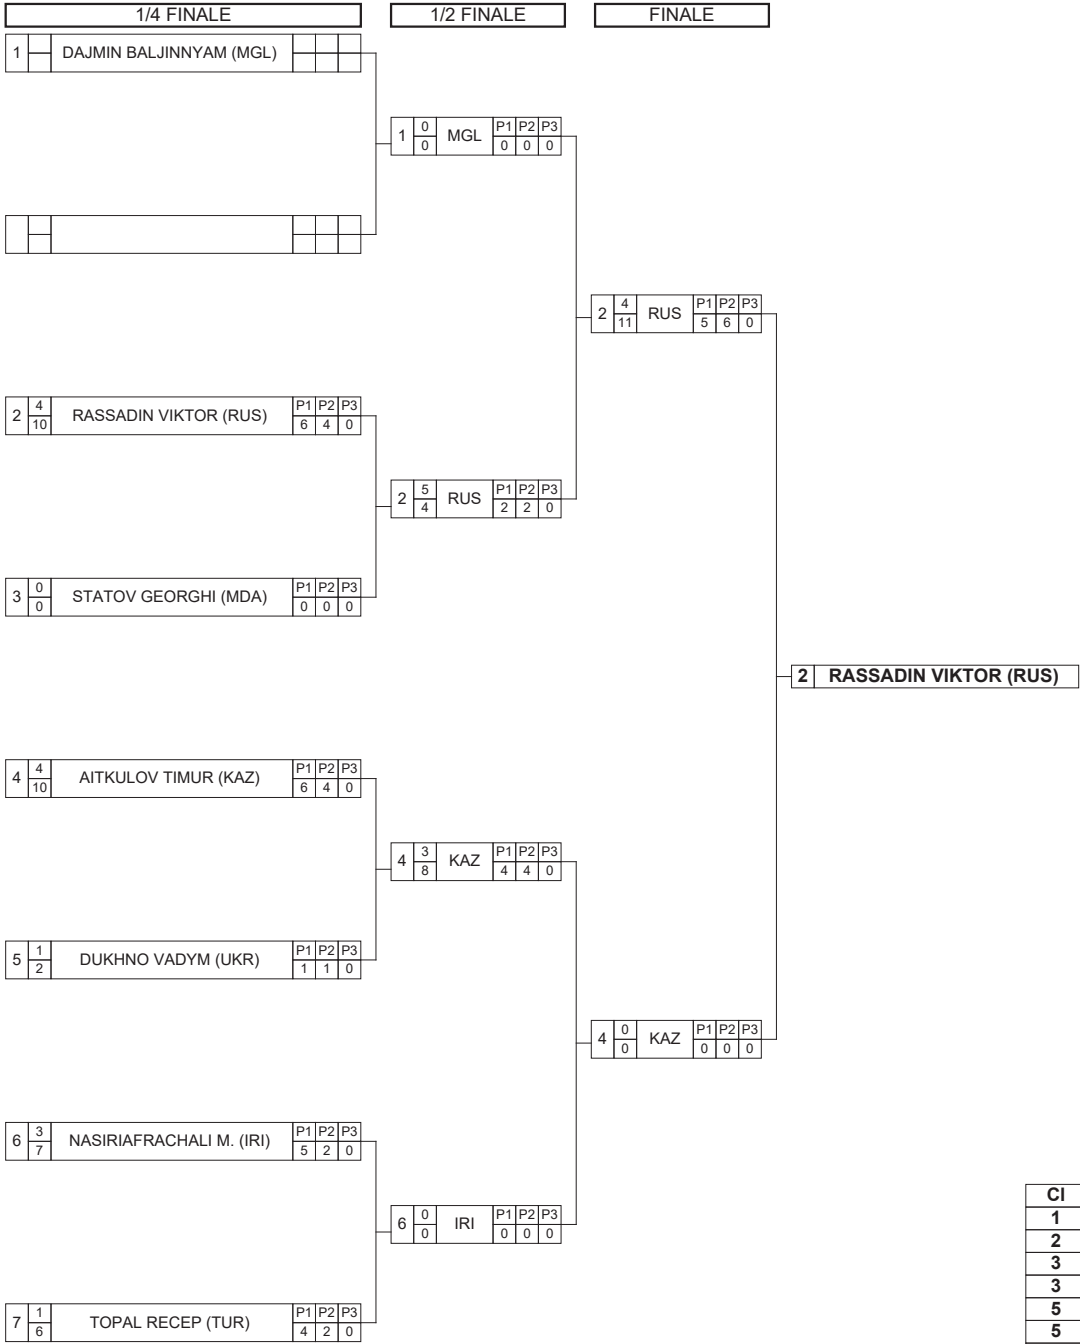 1/4 FINALE 1/2 FINALE FINALE
1 DAJMIN BALJINNYAM (MGL)
1 0 MGL P1 P2 P3
0 0 0 0
2 4 RUS P1 P2 P3
11 5 6 0
2 4 RASSADIN VIKTOR (RUS) P1 P2 P3
10 6 4 0
2 5 RUS P1 P2 P3
4 2 2 0
3 0 STATOV GEORGHI (MDA) P1 P2 P3
0 0 0 0
2 RASSADIN VIKTOR (RUS)
4 4 AITKULOV TIMUR (KAZ) P1 P2 P3
10 6 4 0
4 3 KAZ P1 P2 P3
8 4 4 0
5 1 DUKHNO VADYM (UKR) P1 P2 P3
2 1 1 0
4 0 KAZ P1 P2 P3
0 0 0 0
6 3 NASIRIAFRACHALI M. (IRI) P1 P2 P3
7 5 2 0
6 0 IRI P1 P2 P3
0 0 0 0
7 1 TOPAL RECEP (TUR) P1 P2 P3
6 4 2 0
Cl
1
2
3
3
5
5